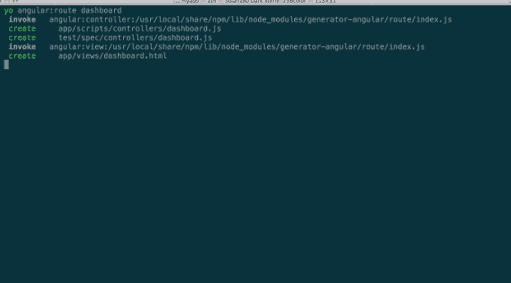 yo angular:route dashboard
invoke angular:controller:/usr/local/share/npm/lib/node_modules/generator-angular/route/index.js
create app/scripts/controllers/dashboard.js
create test/spec/controllers/dashboard.js
invoke angular:view:/usr/local/share/npm/lib/node_modules/generator-angular/route/index.js
create app/views/dashboard.html